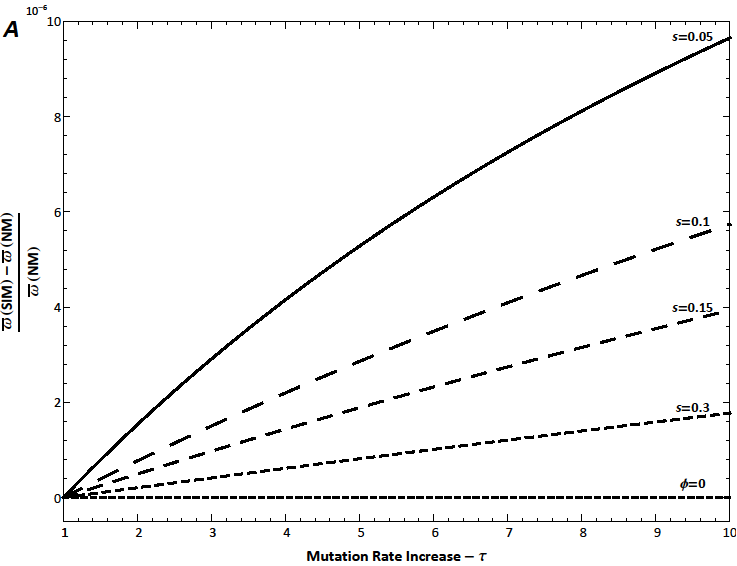 A
10⁻⁶
10
8
6
4
2
0
s=0.05
s=0.1
s=0.15
s=0.3
ϕ=0
ω̅ (SIM) − ω̅ (NM)
ω̅ (NM)
1 2 3 4 5 6 7 8 9 10
Mutation Rate Increase − τ